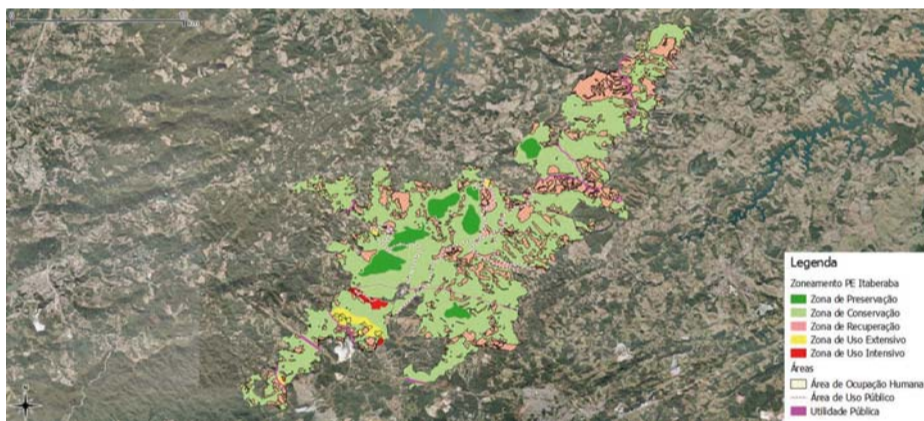 Legenda
Zoneamento PE Itaberaba
Zona de Preservação
Zona de Conservação
Zona de Recuperação
Zona de Uso Extensivo
Zona de Uso Intensivo
Áreas
Área de Ocupação Humana
Área de Uso Público
Utilidade Pública